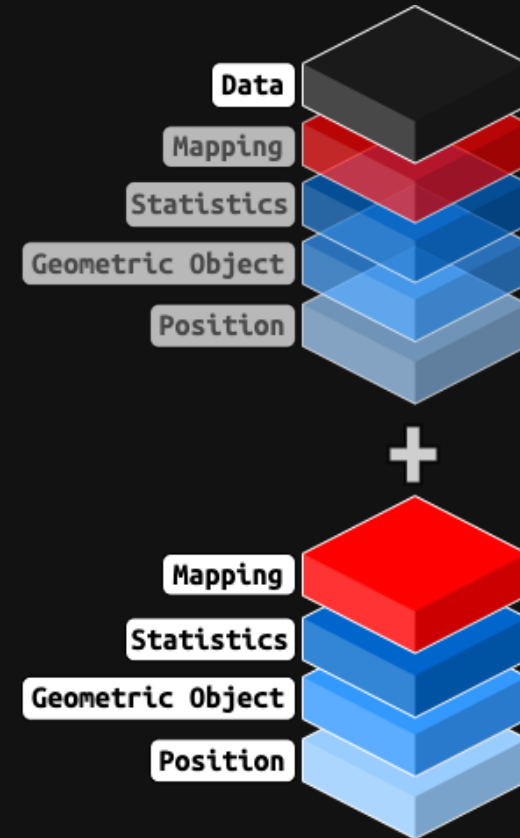 Data
Mapping
Statistics
Geometric Object
Position
+
Mapping
Statistics
Geometric Object
Position